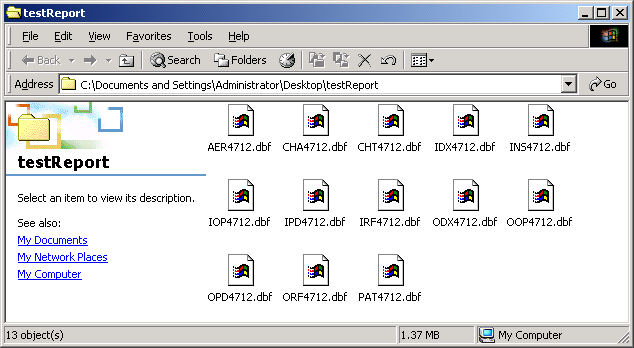 testReport
File Edit View Favorites Tools Help
Back Search Folders
Address C:\Documents and Settings\Administrator\Desktop\testReport Go
testReport
Select an item to view its description.
See also:
My Documents
My Network Places
My Computer
AER4712.dbf CHA4712.dbf CHT4712.dbf IDX4712.dbf INS4712.dbf
IOP4712.dbf IPD4712.dbf IRF4712.dbf ODX4712.dbf OOP4712.dbf
OPD4712.dbf ORF4712.dbf PAT4712.dbf
13 object(s) 1.37 MB My Computer